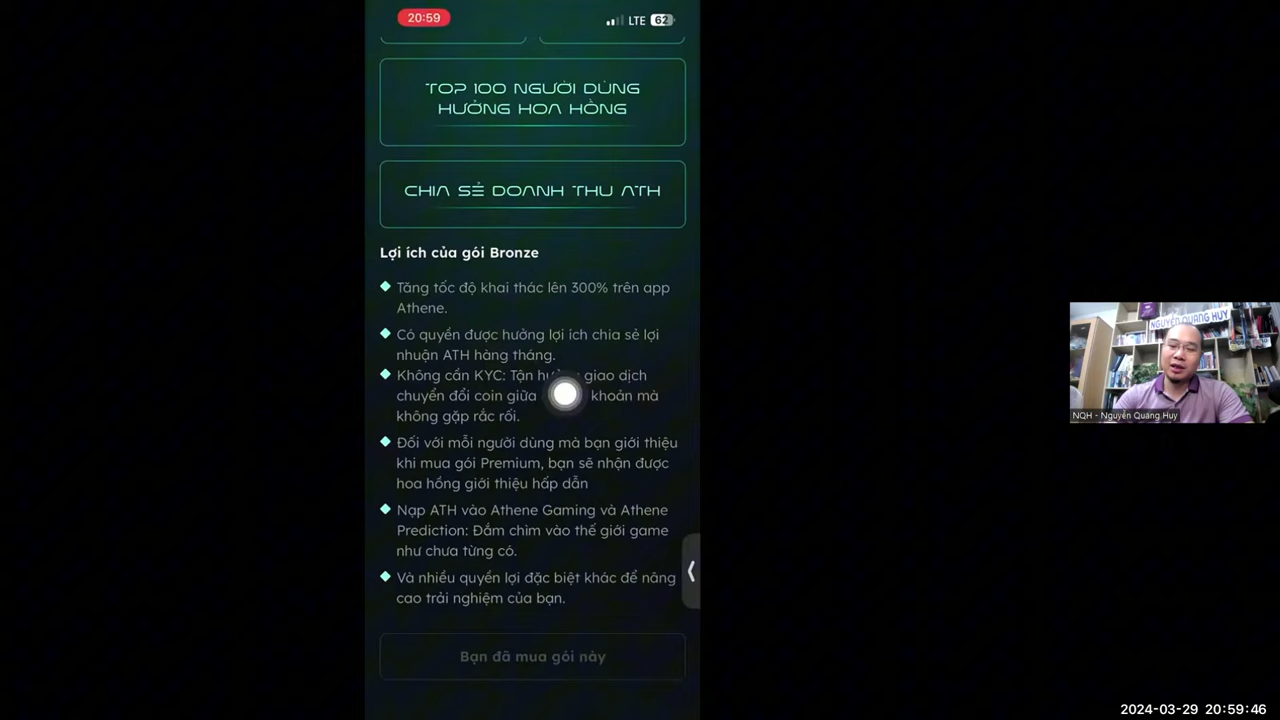 20:59
LTE 62
TOP 100 NGƯỜI DÙNG
HƯỞNG HOA HỒNG
CHIA SẺ DOANH THU ATH
Lợi ích của gói Bronze
Tăng tốc độ khai thác lên 300% trên app
Athene.
Có quyền được hưởng lợi ích chia sẻ lợi
nhuận ATH hàng tháng.
Không cần KYC: Tận giao dịch
chuyển đổi coin giữa khoản mà
không gặp rắc rối.
Đối với mỗi người dùng mà bạn giới thiệu
khi mua gói Premium, bạn sẽ nhận được
hoa hồng giới thiệu hấp dẫn
Nạp ATH vào Athene Gaming và Athene
Prediction: Đắm chìm vào thế giới game
như chưa từng có.
Và nhiều quyền lợi đặc biệt khác để nâng
cao trải nghiệm của bạn.
Bạn đã mua gói này
NGUYỄN QUANG HUY
NQH - Nguyễn Quang Huy
2024-03-29 20:59:46